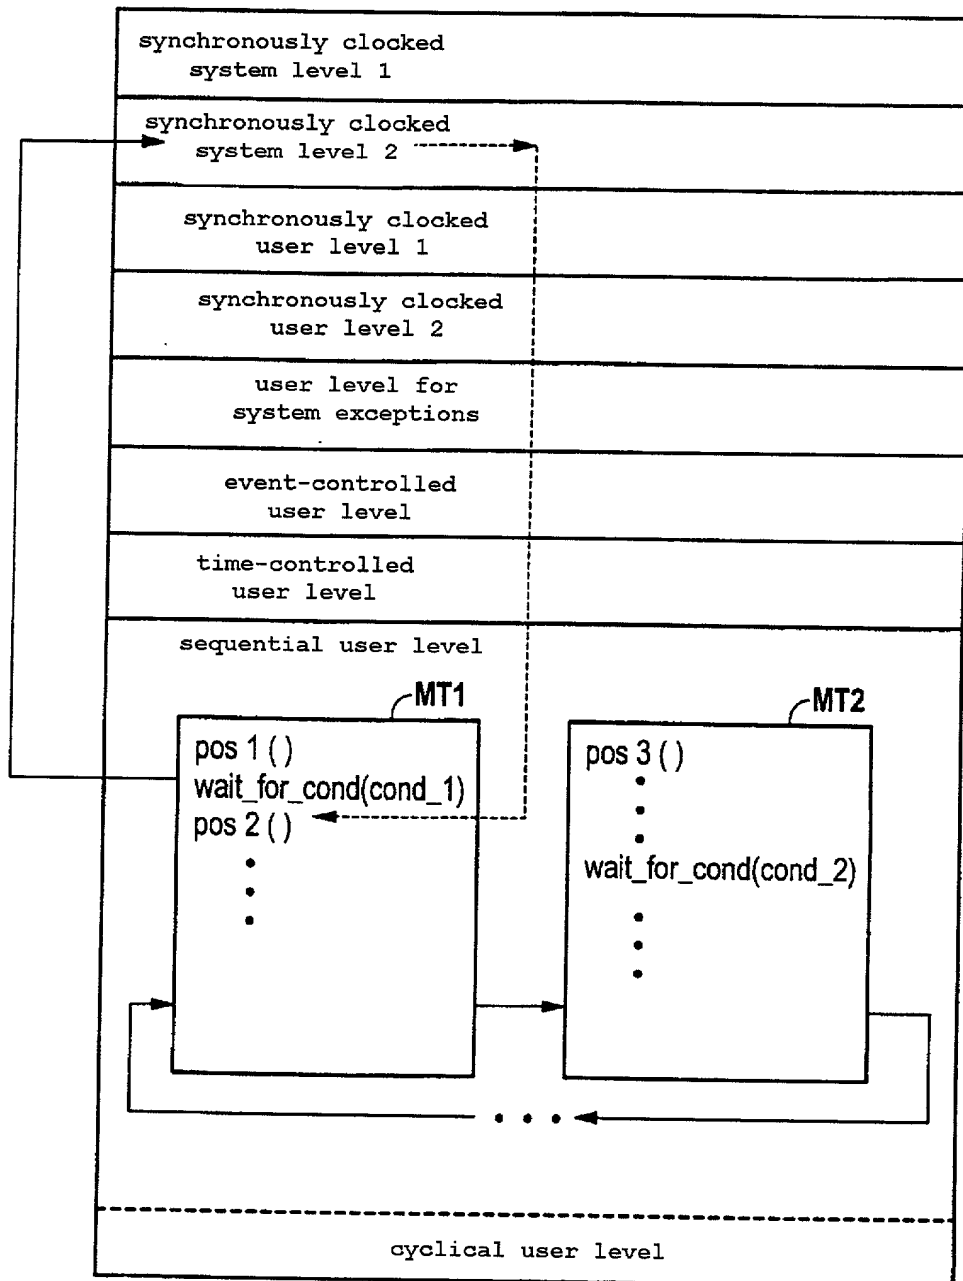 synchronously clocked
system level 1
synchronously clocked
system level 2
synchronously clocked
user level 1
synchronously clocked
user level 2
user level for
system exceptions
event-controlled
user level
time-controlled
user level
sequential user level
MT1
pos 1 ( )
wait_for_cond(cond_1)
pos 2 ( )
MT2
pos 3 ( )
wait_for_cond(cond_2)
cyclical user level